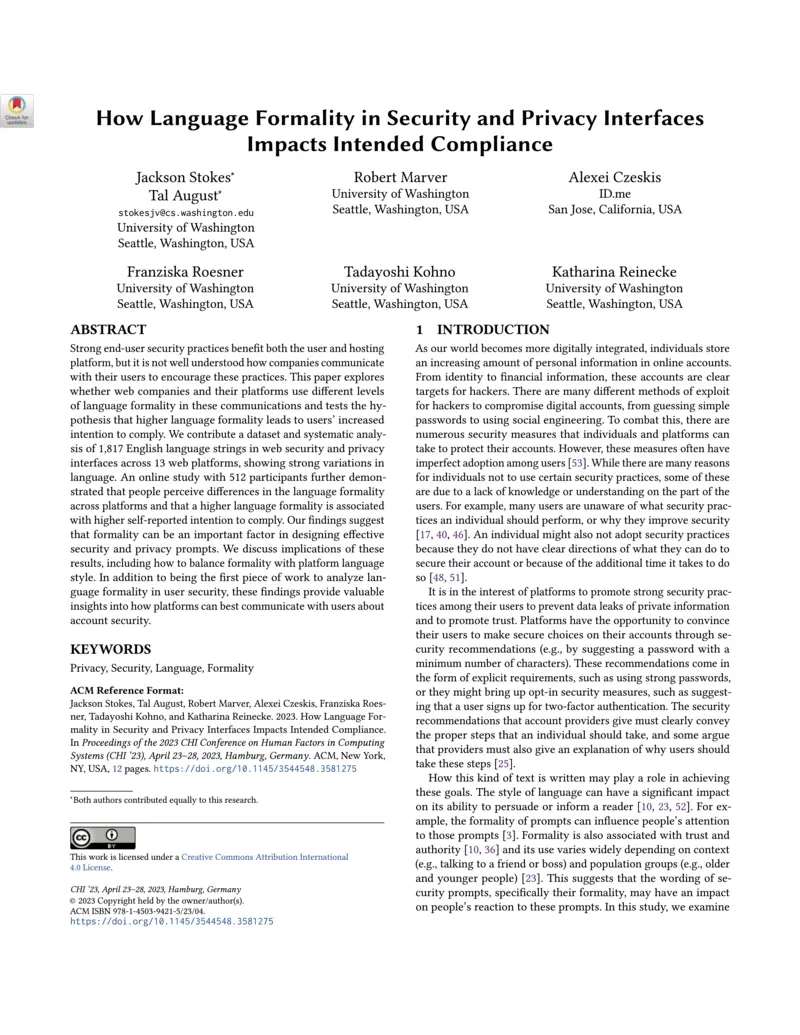 Check for
updates
How Language Formality in Security and Privacy Interfaces
Impacts Intended Compliance
Jackson Stokes*
Tal August*
stokesjv@cs.washington.edu
University of Washington
Seattle, Washington, USA
Robert Marver
University of Washington
Seattle, Washington, USA
Alexei Czeskis
ID.me
San Jose, California, USA
Franziska Roesner
University of Washington
Seattle, Washington, USA
Tadayoshi Kohno
University of Washington
Seattle, Washington, USA
Katharina Reinecke
University of Washington
Seattle, Washington, USA
ABSTRACT
Strong end-user security practices benefit both the user and hosting
platform, but it is not well understood how companies communicate
with their users to encourage these practices. This paper explores
whether web companies and their platforms use different levels
of language formality in these communications and tests the hy-
pothesis that higher language formality leads to users' increased
intention to comply. We contribute a dataset and systematic analy-
sis of 1,817 English language strings in web security and privacy
interfaces across 13 web platforms, showing strong variations in
language. An online study with 512 participants further demon-
strated that people perceive differences in the language formality
across platforms and that a higher language formality is associated
with higher self-reported intention to comply. Our findings suggest
that formality can be an important factor in designing effective
security and privacy prompts. We discuss implications of these
results, including how to balance formality with platform language
style. In addition to being the first piece of work to analyze lan-
guage formality in user security, these findings provide valuable
insights into how platforms can best communicate with users about
account security.
KEYWORDS
Privacy, Security, Language, Formality
ACM Reference Format:
Jackson Stokes, Tal August, Robert Marver, Alexei Czeskis, Franziska Roes-
ner, Tadayoshi Kohno, and Katharina Reinecke. 2023. How Language For-
mality in Security and Privacy Interfaces Impacts Intended Compliance.
In Proceedings of the 2023 CHI Conference on Human Factors in Computing
Systems (CHI '23), April 23–28, 2023, Hamburg, Germany. ACM, New York,
NY, USA, 12 pages. https://doi.org/10.1145/3544548.3581275
*Both authors contributed equally to this research.
cc BY
This work is licensed under a Creative Commons Attribution International
4.0 License.
CHI '23, April 23–28, 2023, Hamburg, Germany
© 2023 Copyright held by the owner/author(s).
ACM ISBN 978-1-4503-9421-5/23/04.
https://doi.org/10.1145/3544548.3581275
1 INTRODUCTION
As our world becomes more digitally integrated, individuals store
an increasing amount of personal information in online accounts.
From identity to financial information, these accounts are clear
targets for hackers. There are many different methods of exploit
for hackers to compromise digital accounts, from guessing simple
passwords to using social engineering. To combat this, there are
numerous security measures that individuals and platforms can
take to protect their accounts. However, these measures often have
imperfect adoption among users [53]. While there are many reasons
for individuals not to use certain security practices, some of these
are due to a lack of knowledge or understanding on the part of the
users. For example, many users are unaware of what security prac-
tices an individual should perform, or why they improve security
[17, 40, 46]. An individual might also not adopt security practices
because they do not have clear directions of what they can do to
secure their account or because of the additional time it takes to do
so [48, 51].
It is in the interest of platforms to promote strong security prac-
tices among their users to prevent data leaks of private information
and to promote trust. Platforms have the opportunity to convince
their users to make secure choices on their accounts through se-
curity recommendations (e.g., by suggesting a password with a
minimum number of characters). These recommendations come in
the form of explicit requirements, such as using strong passwords,
or they might bring up opt-in security measures, such as suggest-
ing that a user signs up for two-factor authentication. The security
recommendations that account providers give must clearly convey
the proper steps that an individual should take, and some argue
that providers must also give an explanation of why users should
take these steps [25].
How this kind of text is written may play a role in achieving
these goals. The style of language can have a significant impact
on its ability to persuade or inform a reader [10, 23, 52]. For ex-
ample, the formality of prompts can influence people's attention
to those prompts [3]. Formality is also associated with trust and
authority [10, 36] and its use varies widely depending on context
(e.g., talking to a friend or boss) and population groups (e.g., older
and younger people) [23]. This suggests that the wording of se-
curity prompts, specifically their formality, may have an impact
on people's reaction to these prompts. In this study, we examine